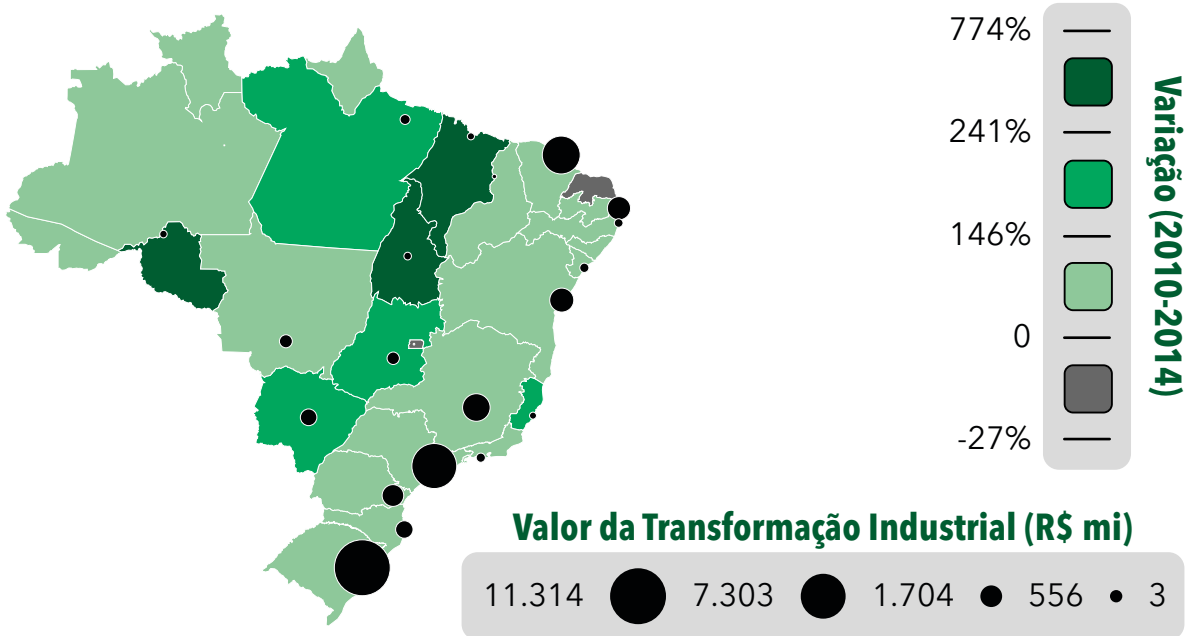 774%
241%
146%
0
-27%
Variação (2010-2014)
Valor da Transformação Industrial (R$ mi)
11.314 7.303 1.704 556 3